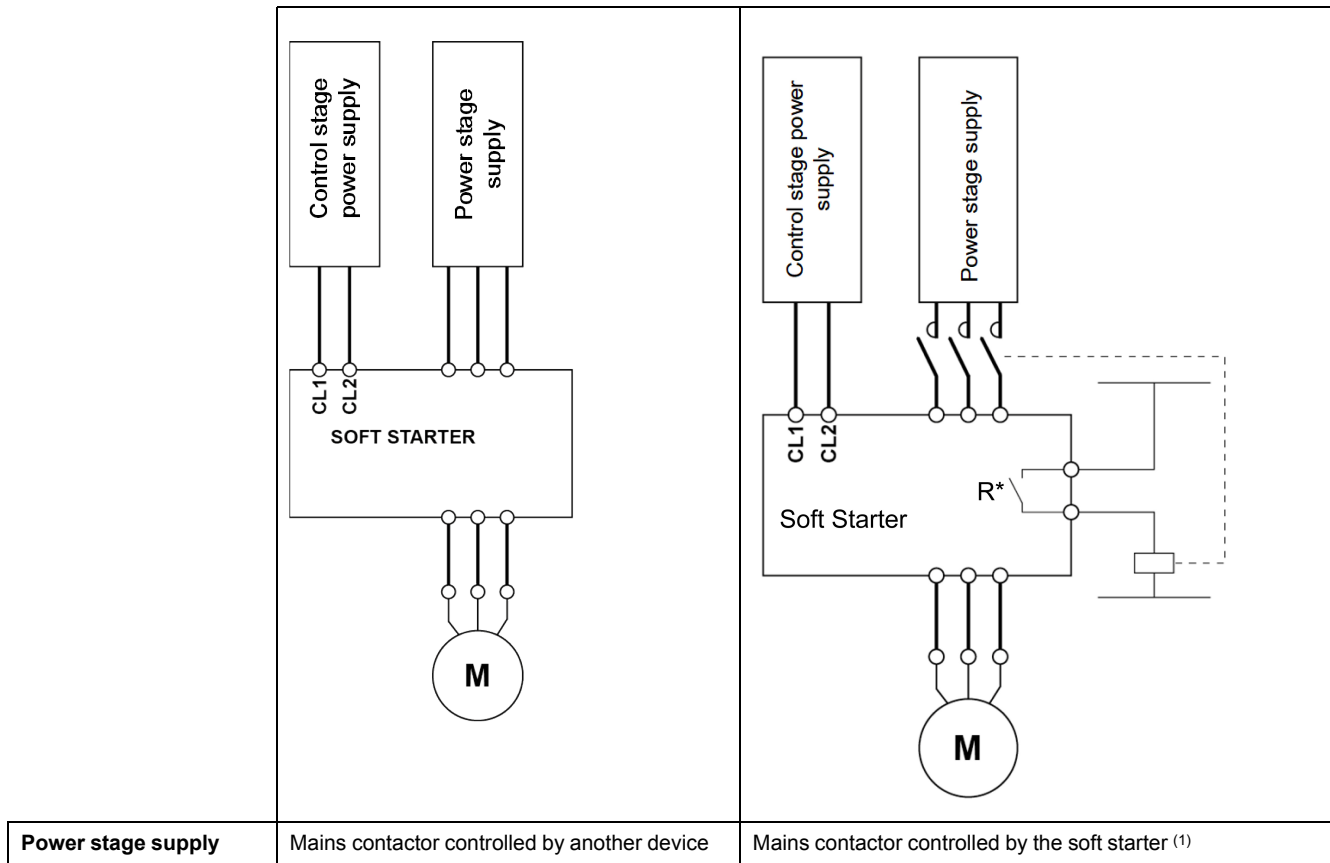 Control stage
power supply
Power stage
supply
CL1
CL2
SOFT STARTER
M
Control stage power
supply
Power stage supply
CL1
CL2
R*
Soft Starter
M
Power stage supply
Mains contactor controlled by another device
Mains contactor controlled by the soft starter (1)